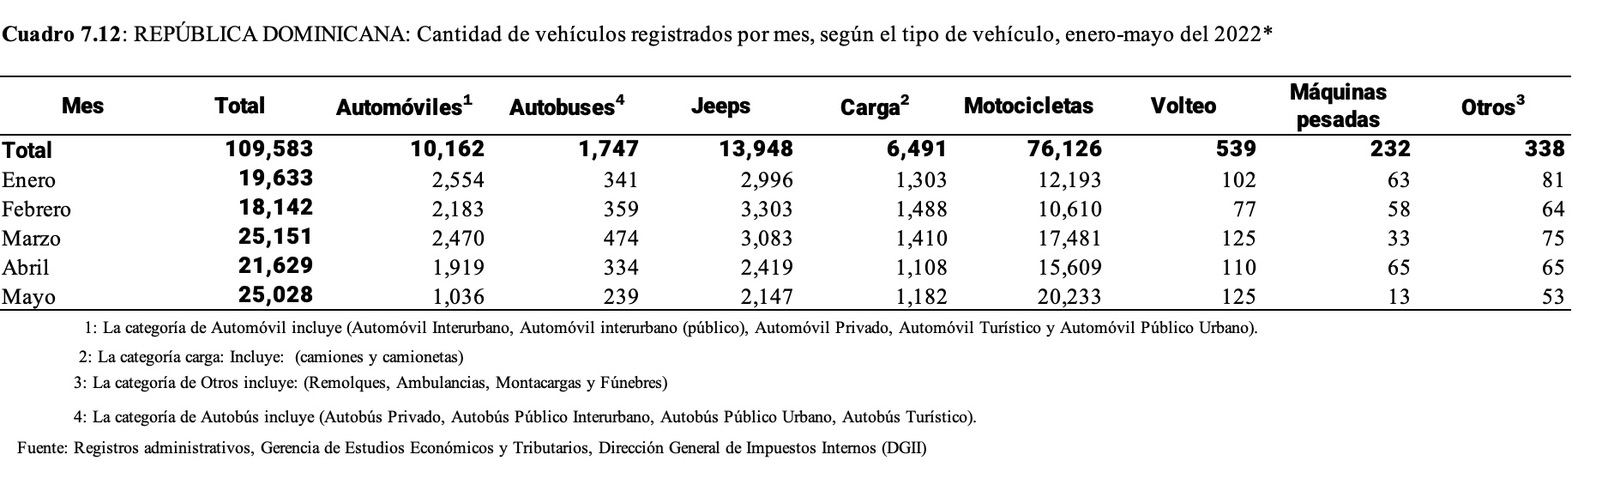 Cuadro 7.12: REPÚBLICA DOMINICANA: Cantidad de vehículos registrados por mes, según el tipo de vehículo, enero-mayo del 2022*
Mes Total Automóviles1 Autobuses4 Jeeps Carga2 Motocicletas Volteo Máquinas pesadas Otros3
Total 109,583 10,162 1,747 13,948 6,491 76,126 539 232 338
Enero 19,633 2,554 341 2,996 1,303 12,193 102 63 81
Febrero 18,142 2,183 359 3,303 1,488 10,610 77 58 64
Marzo 25,151 2,470 474 3,083 1,410 17,481 125 33 75
Abril 21,629 1,919 334 2,419 1,108 15,609 110 65 65
Mayo 25,028 1,036 239 2,147 1,182 20,233 125 13 53
1: La categoría de Automóvil incluye (Automóvil Interurbano, Automóvil interurbano (público), Automóvil Privado, Automóvil Turístico y Automóvil Público Urbano).
2: La categoría carga: Incluye: (camiones y camionetas)
3: La categoría de Otros incluye: (Remolques, Ambulancias, Montacargas y Fúnebres)
4: La categoría de Autobús incluye (Autobús Privado, Autobús Público Interurbano, Autobús Público Urbano, Autobús Turístico).
Fuente: Registros administrativos, Gerencia de Estudios Económicos y Tributarios, Dirección General de Impuestos Internos (DGII)